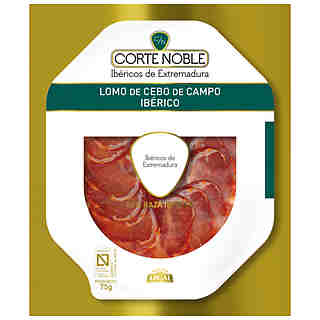 CORTE NOBLE
Ibéricos de Extremadura
LOMO DE CEBO DE CAMPO
IBÉRICO
Ibéricos de
Extremadura
75g